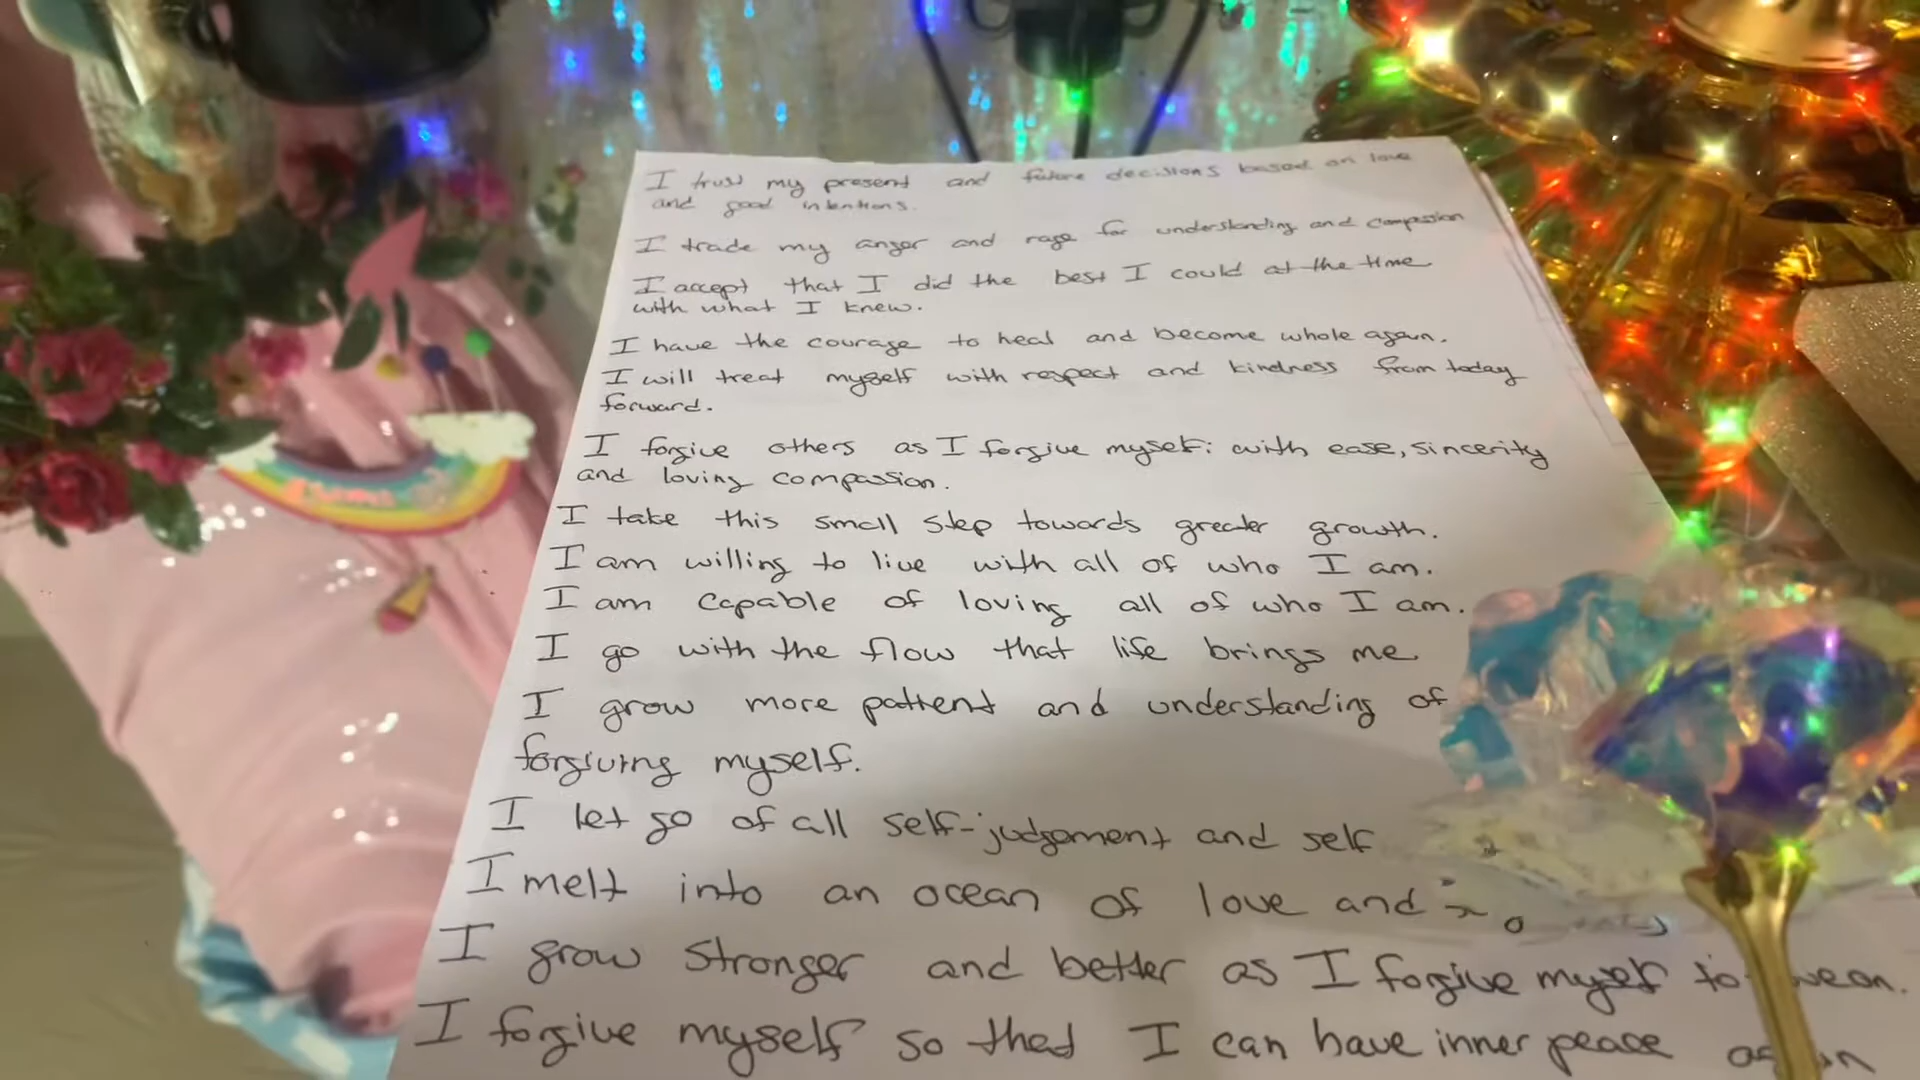 I trust my present and future decisions based on love
and good intentions.
I trade my anger and rage for understanding and compassion
I accept that I did the best I could at the time
with what I knew.
I have the courage to heal and become whole again.
I will treat myself with respect and kindness from today
forward.
I forgive others as I forgive myself: with ease, sincerity
and loving compassion.
I take this small step towards greater growth.
I am willing to live with all of who I am.
I am capable of loving all of who I am.
I go with the flow that life brings me
I grow more patient and understanding of
forgiving myself.
I let go of all self-judgement and self
I melt into an ocean of love and
I grow stronger and better as I forgive myself
I forgive myself so that I can have inner peace